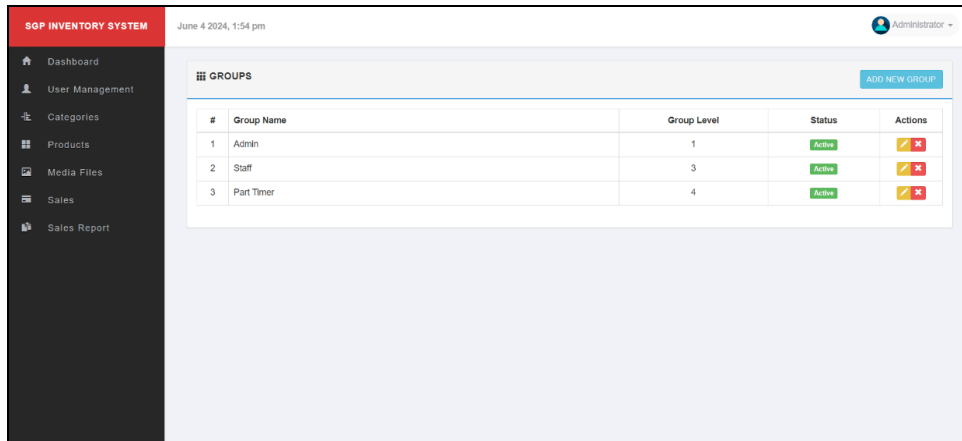 SGP INVENTORY SYSTEM
June 4 2024, 1:54 pm
Administrator
Dashboard
User Management
Categories
Products
Media Files
Sales
Sales Report
GROUPS
ADD NEW GROUP
# Group Name Group Level Status Actions
1 Admin 1 Active
2 Staff 3 Active
3 Part Timer 4 Active